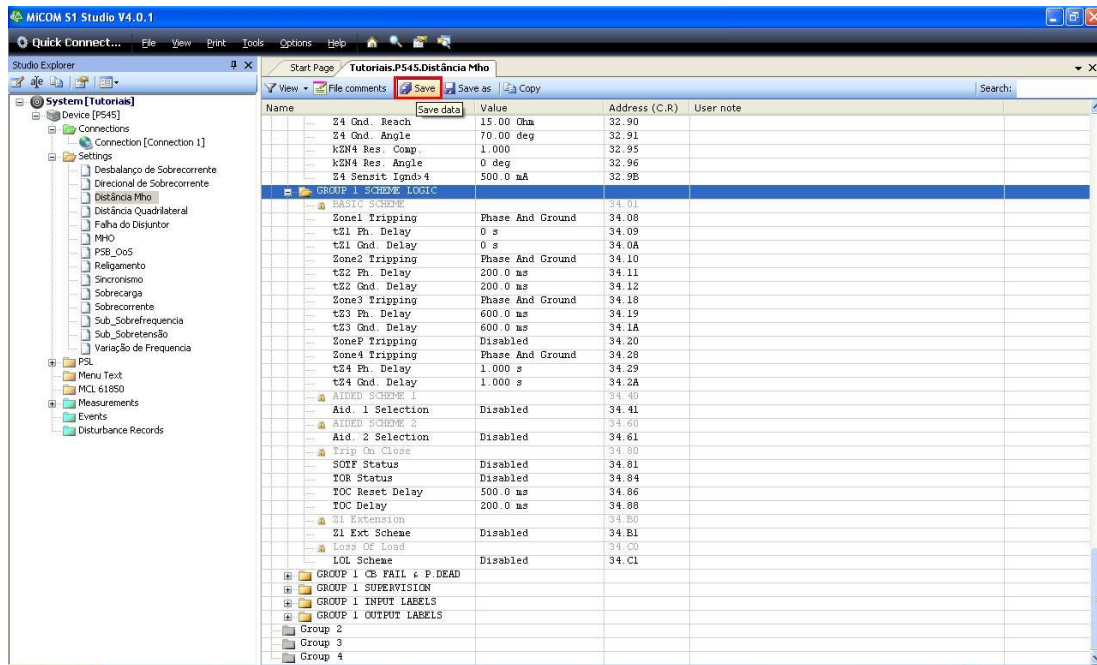 MiCOM S1 Studio V4.0.1
Quick Connect... File View Print Tools Options Help
Studio Explorer
Start Page Tutoriais.P545.Distância Mho
View File comments Save Save as Copy Search:
Save data
System [Tutoriais]
Device [P545]
Connections
Connection [Connection 1]
Settings
Desbalanço de Sobrecorrente
Direcional de Sobrecorrente
Distância Mho
Distância Quadrilateral
Falha do Disjuntor
MHO
PSB_OoS
Religamento
Sincronismo
Sobrecarga
Sobrecorrente
Sub_Sobrefrequencia
Sub_Sobretensão
Variação de Frequencia
PSL
Menu Text
MCL 61850
Measurements
Events
Disturbance Records
Name Value Address (C.R) User note
Z4 Gnd. Reach 15.00 Ohm 32.90
Z4 Gnd. Angle 70.00 deg 32.91
kZN4 Res. Comp. 1.000 32.95
kZN4 Res. Angle 0 deg 32.96
Z4 Sensit Ignd>4 500.0 mA 32.9B
GROUP 1 SCHEME LOGIC
BASIC SCHEME 34.01
Zone1 Tripping Phase And Ground 34.08
tZ1 Ph. Delay 0 s 34.09
tZ1 Gnd. Delay 0 s 34.0A
Zone2 Tripping Phase And Ground 34.10
tZ2 Ph. Delay 200.0 ms 34.11
tZ2 Gnd. Delay 200.0 ms 34.12
Zone3 Tripping Phase And Ground 34.18
tZ3 Ph. Delay 600.0 ms 34.19
tZ3 Gnd. Delay 600.0 ms 34.1A
ZoneP Tripping Disabled 34.20
Zone4 Tripping Phase And Ground 34.28
tZ4 Ph. Delay 1.000 s 34.29
tZ4 Gnd. Delay 1.000 s 34.2A
AIDED SCHEME 1 34.40
Aid. 1 Selection Disabled 34.41
AIDED SCHEME 2 34.60
Aid. 2 Selection Disabled 34.61
Trip On Close 34.80
SOTF Status Disabled 34.81
TOR Status Disabled 34.84
TOC Reset Delay 500.0 ms 34.86
TOC Delay 200.0 ms 34.88
Z1 Extension 34.B0
Z1 Ext Scheme Disabled 34.B1
Loss Of Load 34.C0
LOL Scheme Disabled 34.C1
GROUP 1 CB FAIL & P.DEAD
GROUP 1 SUPERVISION
GROUP 1 INPUT LABELS
GROUP 1 OUTPUT LABELS
Group 2
Group 3
Group 4